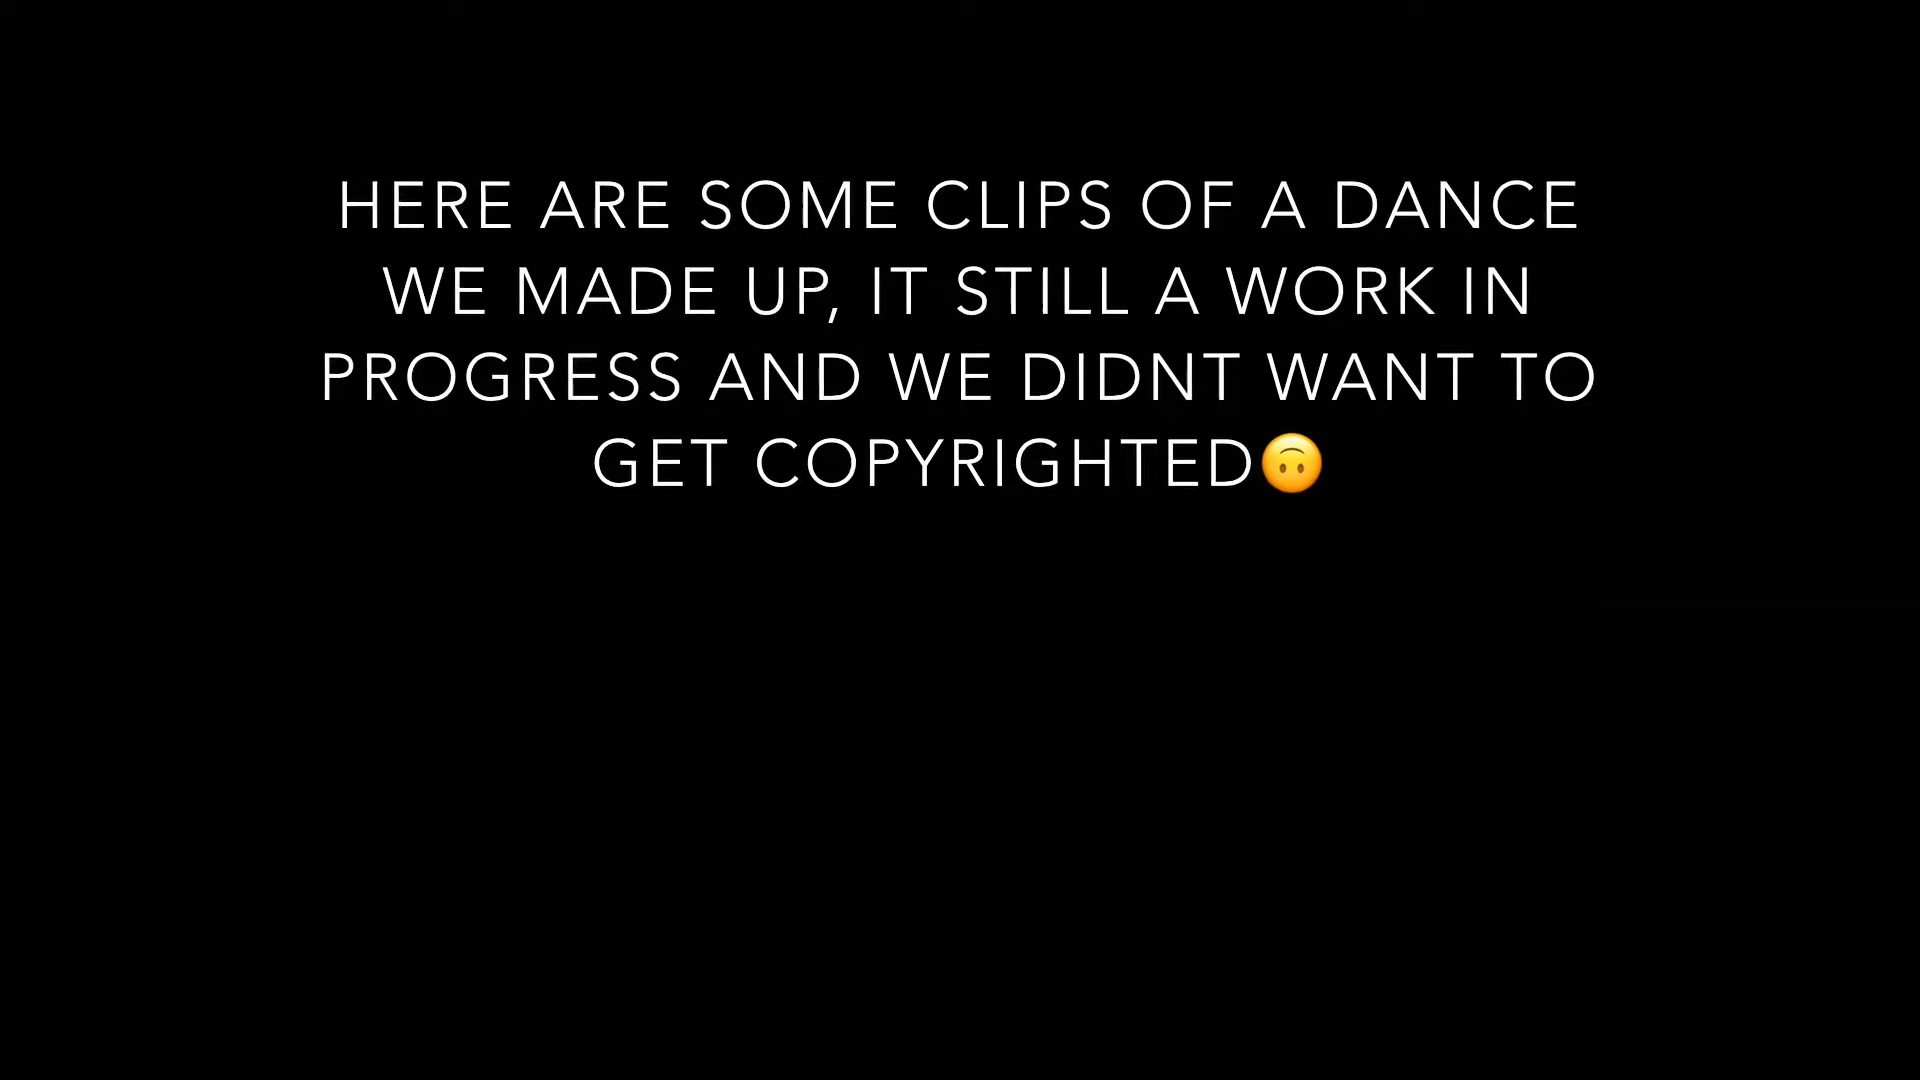 HERE ARE SOME CLIPS OF A DANCE
WE MADE UP, IT STILL A WORK IN
PROGRESS AND WE DIDNT WANT TO
GET COPYRIGHTED🙃